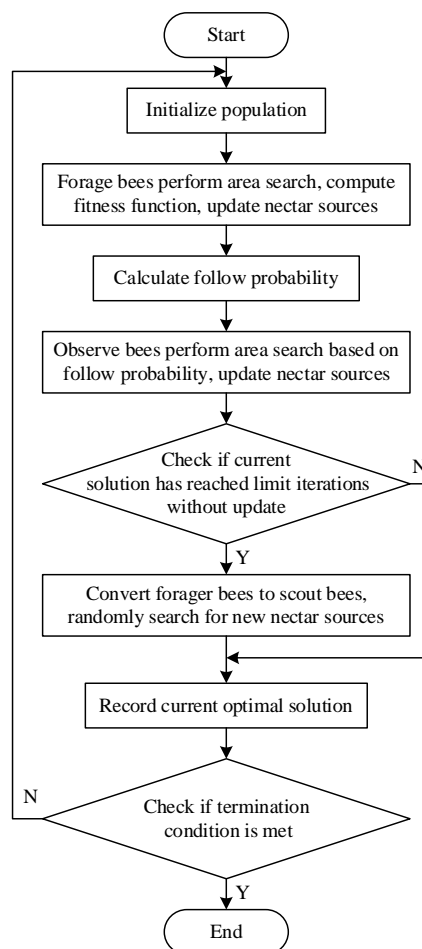 Start
Initialize population
Forage bees perform area search, compute
fitness function, update nectar sources
Calculate follow probability
Observe bees perform area search based on
follow probability, update nectar sources
Check if current
solution has reached limit iterations
without update
N
Y
Convert forager bees to scout bees,
randomly search for new nectar sources
Record current optimal solution
N
Check if termination
condition is met
Y
End